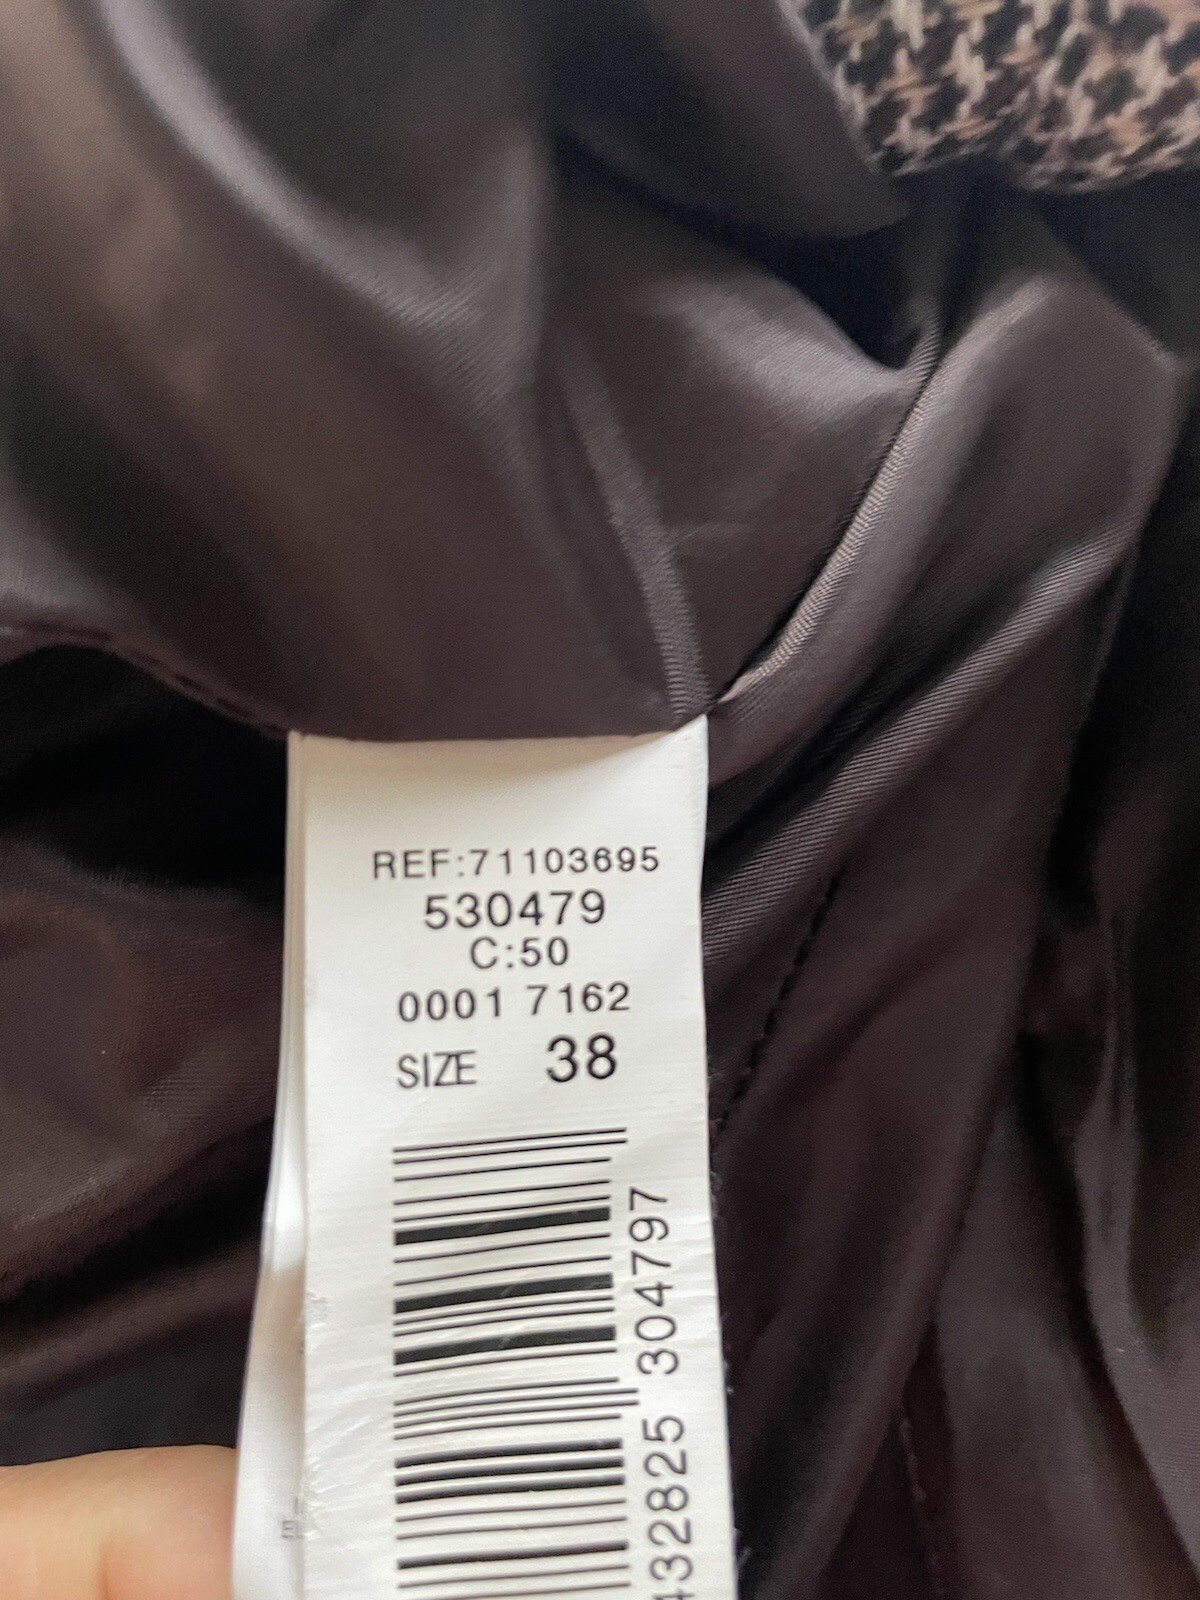 REF:71103695
530479
C:50
0001 7162
SIZE 38
432825 304797